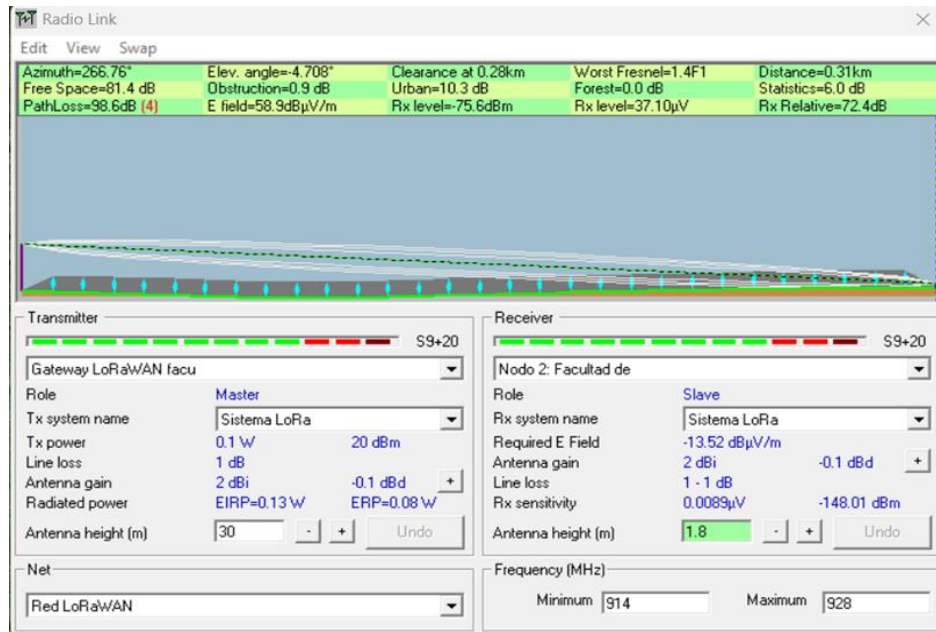 Radio Link
Edit View Swap
Azimuth=266.76° Elev. angle=-4.708° Clearance at 0.28km Worst Fresnel=1.4F1 Distance=0.31km
Free Space=81.4 dB Obstruction=0.9 dB Urban=10.3 dB Forest=0.0 dB Statistics=6.0 dB
PathLoss=98.6dB (4) E field=58.9dBµV/m Rx level=-75.6dBm Rx level=37.10µV Rx Relative=72.4dB
Transmitter
S9+20
Gateway LoRaWAN facu
Role Master
Tx system name Sistema LoRa
Tx power 0.1 W 20 dBm
Line loss 1 dB
Antenna gain 2 dBi -0.1 dBd +
Radiated power EIRP=0.13 W ERP=0.08 W
Antenna height (m) 30 - + Undo
Net
Red LoRaWAN
Receiver
S9+20
Nodo 2: Facultad de
Role Slave
Rx system name Sistema LoRa
Required E Field -13.52 dBµV/m
Antenna gain 2 dBi -0.1 dBd +
Line loss 1 - 1 dB
Rx sensitivity 0.0089µV -148.01 dBm
Antenna height (m) 1.8 - + Undo
Frequency (MHz)
Minimum 914 Maximum 928